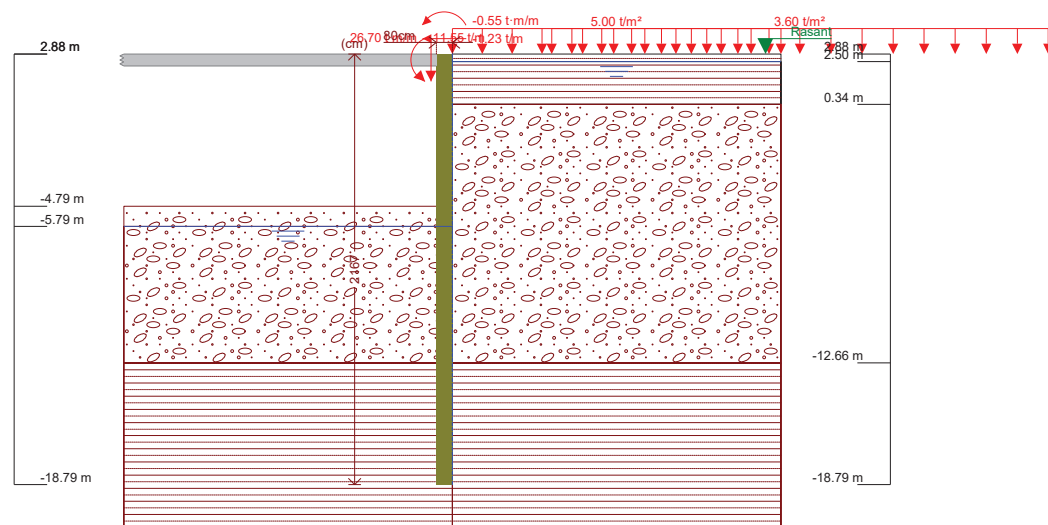 -0.55 t·m/m
5.00 t/m²
3.60 t/m²
80cm
26.70 t·m/m
11.55 t/m
-0.23 t/m
Rasant
(cm)
2.88 m
2.88 m
2.50 m
0.34 m
-4.79 m
-5.79 m
2167
-12.66 m
-18.79 m
-18.79 m